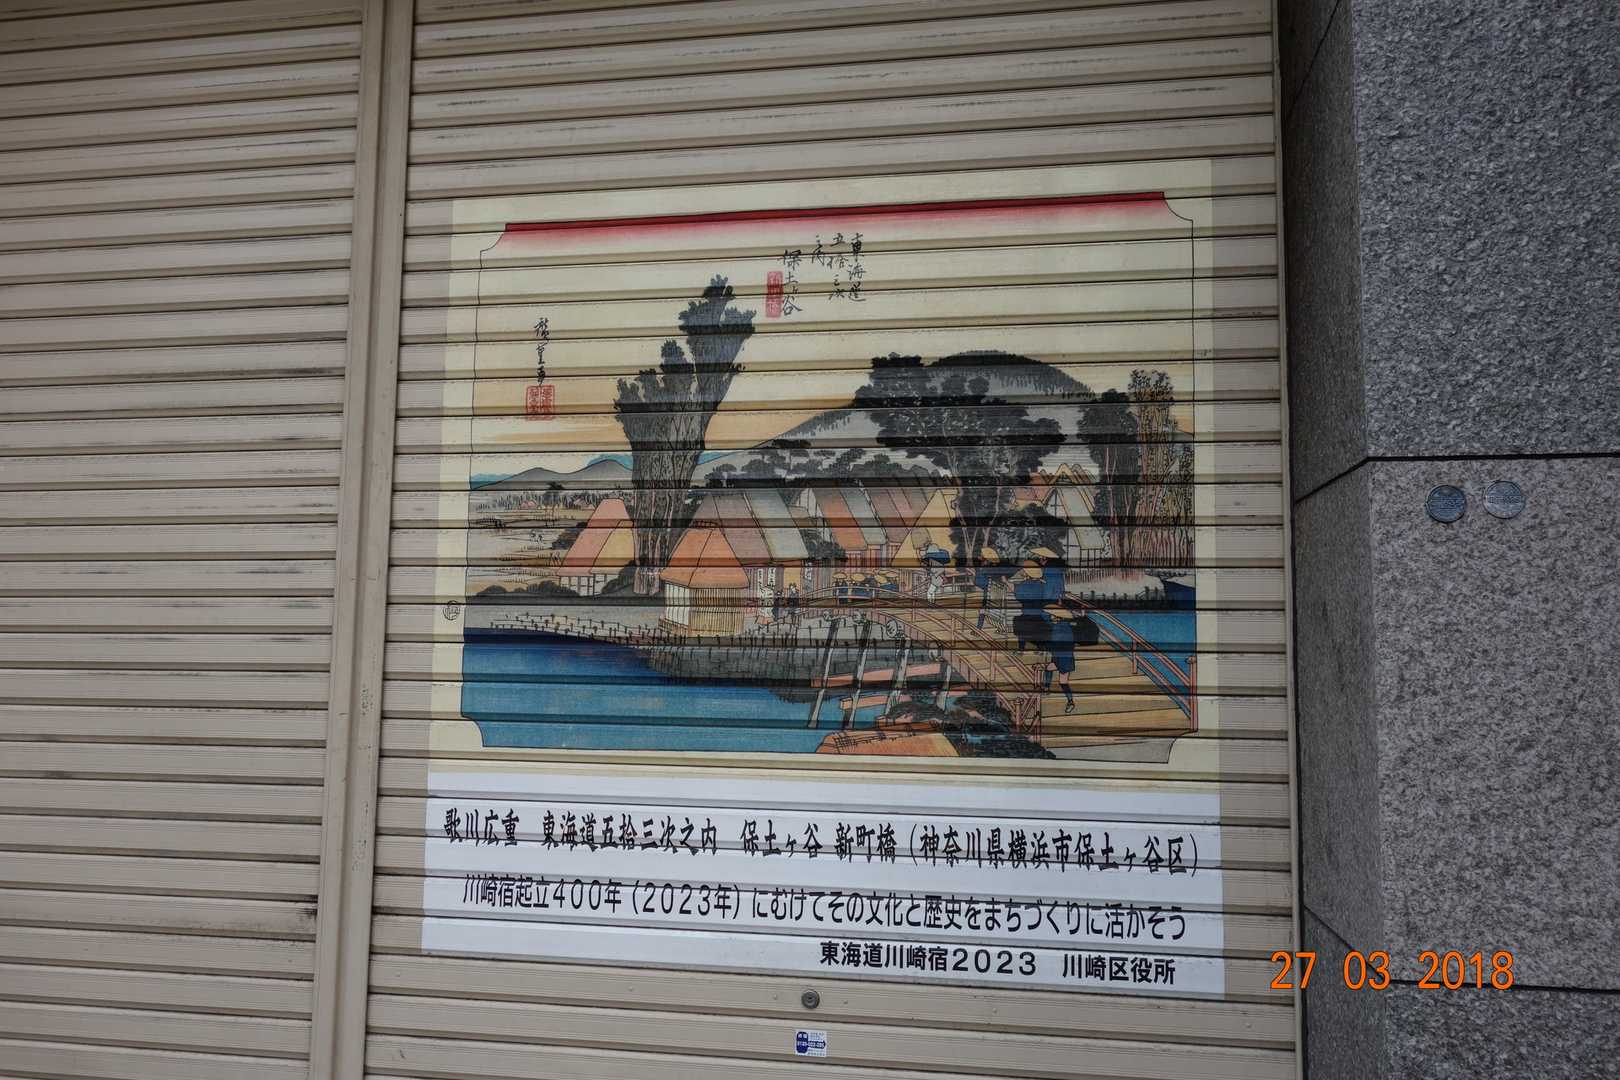 東海道
五拾三次
之内
保土ヶ谷
廣重画
歌川広重　東海道五拾三次之内　保土ヶ谷 新町橋（神奈川県横浜市保土ヶ谷区）
川崎宿起立４００年（２０２３年）にむけてその文化と歴史をまちづくりに活かそう
東海道川崎宿２０２３　川崎区役所
27 03 2018